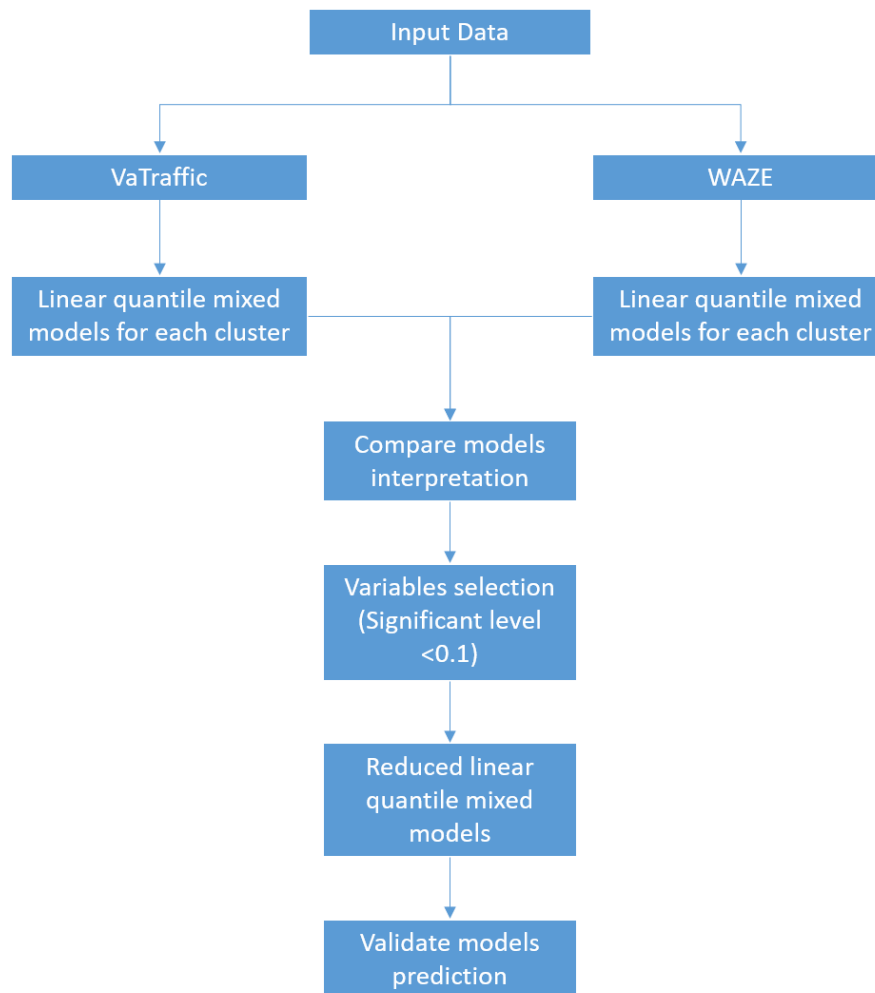 Input Data
VaTraffic
WAZE
Linear quantile mixed
models for each cluster
Linear quantile mixed
models for each cluster
Compare models
interpretation
Variables selection
(Significant level
<0.1)
Reduced linear
quantile mixed
models
Validate models
prediction